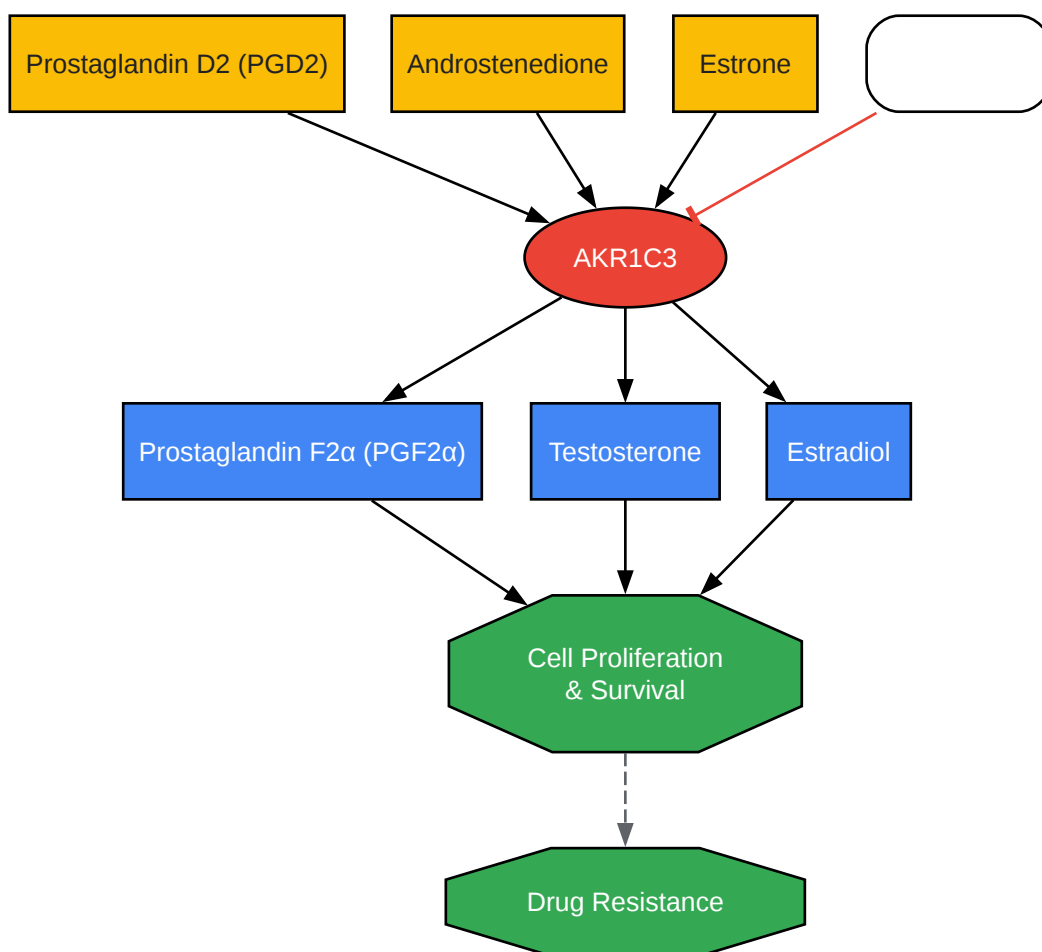 Prostaglandin D2 (PGD2)
Androstenedione
Estrone
AKR1C3
Prostaglandin F2α (PGF2α)
Testosterone
Estradiol
Cell Proliferation
& Survival
Drug Resistance